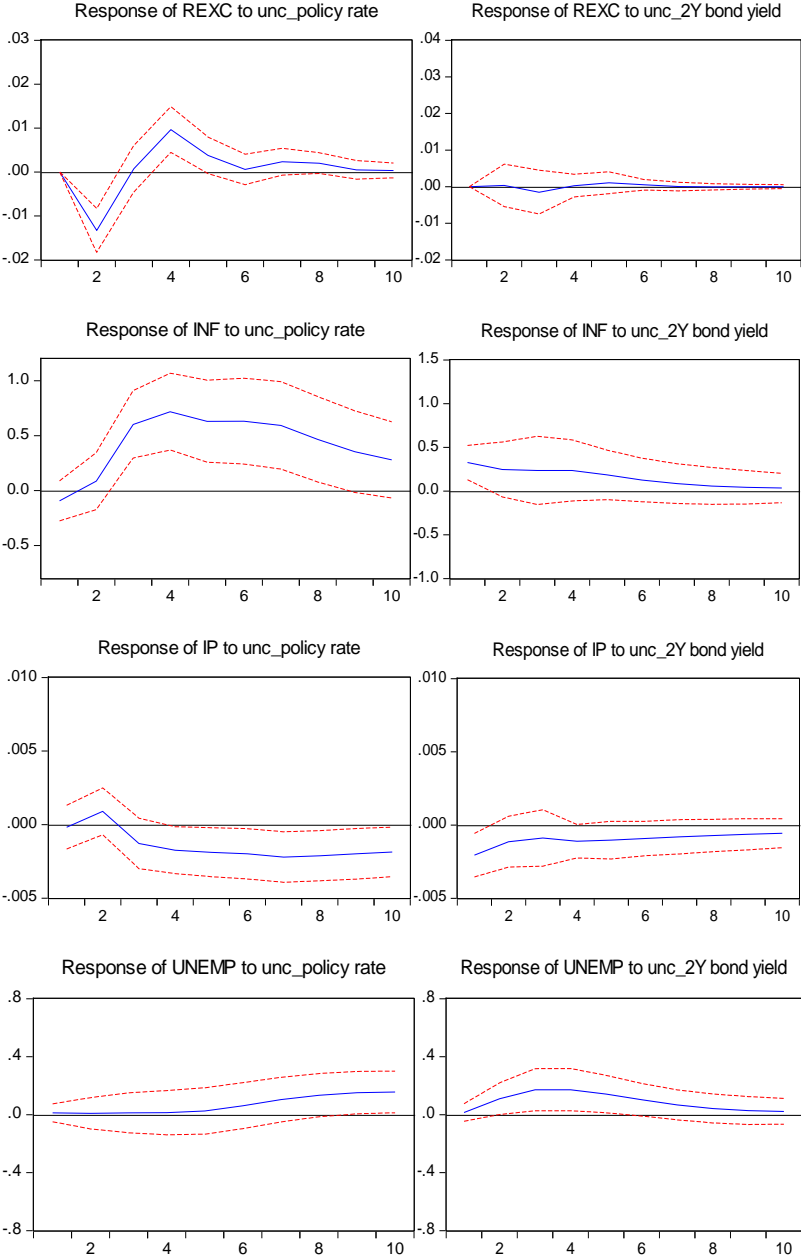 Response of REXC to unc_policy rate
.03
.02
.01
.00
-.01
-.02
2 4 6 8 10
Response of REXC to unc_2Y bond yield
.04
.03
.02
.01
.00
-.01
-.02
2 4 6 8 10
Response of INF to unc_policy rate
1.0
0.5
0.0
-0.5
2 4 6 8 10
Response of INF to unc_2Y bond yield
1.5
1.0
0.5
0.0
-0.5
-1.0
2 4 6 8 10
Response of IP to unc_policy rate
.010
.005
.000
-.005
2 4 6 8 10
Response of IP to unc_2Y bond yield
.010
.005
.000
-.005
2 4 6 8 10
Response of UNEMP to unc_policy rate
.8
.4
.0
-.4
-.8
2 4 6 8 10
Response of UNEMP to unc_2Y bond yield
.8
.4
.0
-.4
-.8
2 4 6 8 10